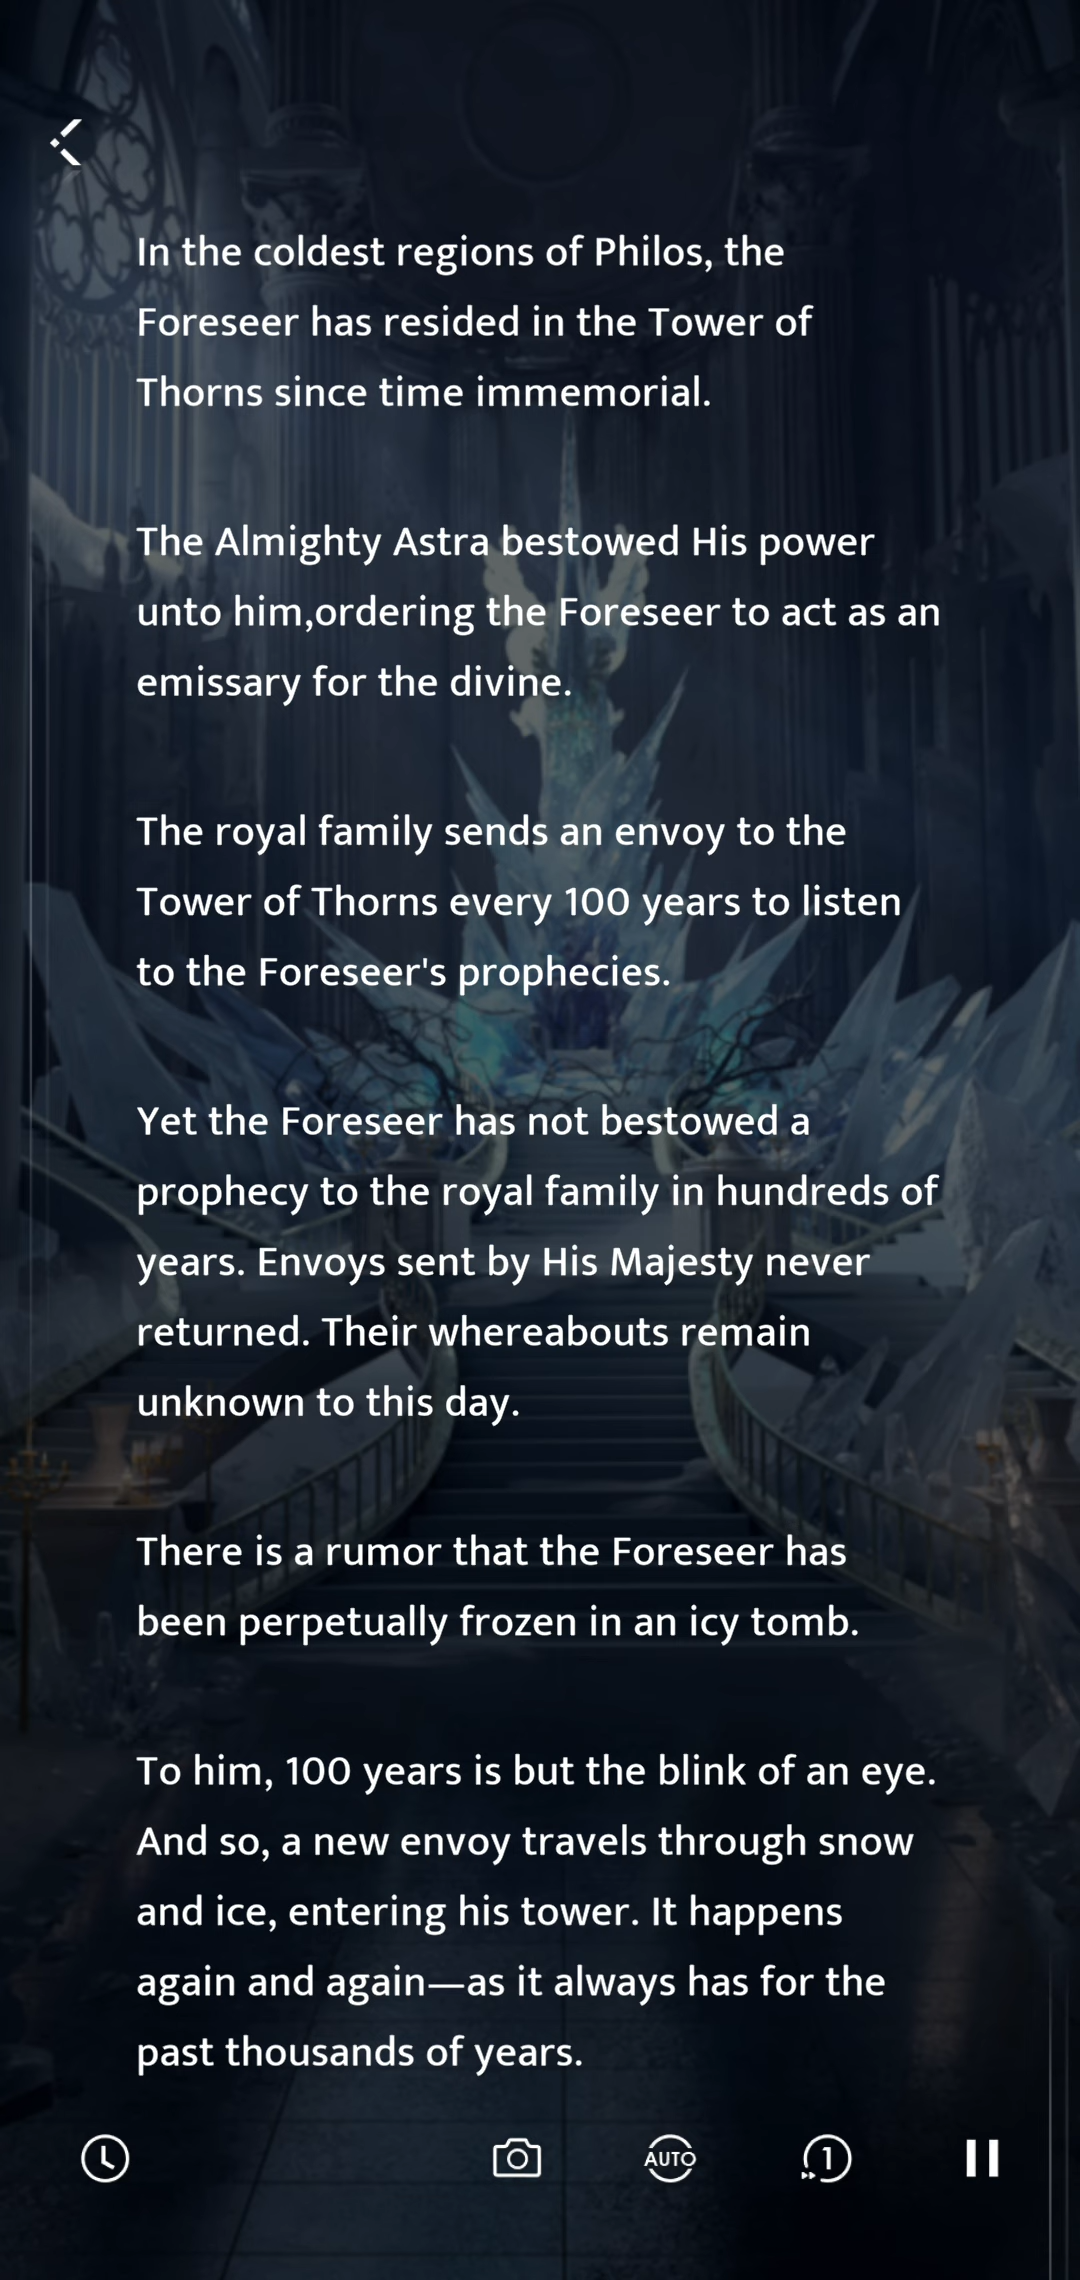 In the coldest regions of Philos, the
Foreseer has resided in the Tower of
Thorns since time immemorial.
The Almighty Astra bestowed His power
unto him,ordering the Foreseer to act as an
emissary for the divine.
The royal family sends an envoy to the
Tower of Thorns every 100 years to listen
to the Foreseer's prophecies.
Yet the Foreseer has not bestowed a
prophecy to the royal family in hundreds of
years. Envoys sent by His Majesty never
returned. Their whereabouts remain
unknown to this day.
There is a rumor that the Foreseer has
been perpetually frozen in an icy tomb.
To him, 100 years is but the blink of an eye.
And so, a new envoy travels through snow
and ice, entering his tower. It happens
again and again—as it always has for the
past thousands of years.
AUTO 1